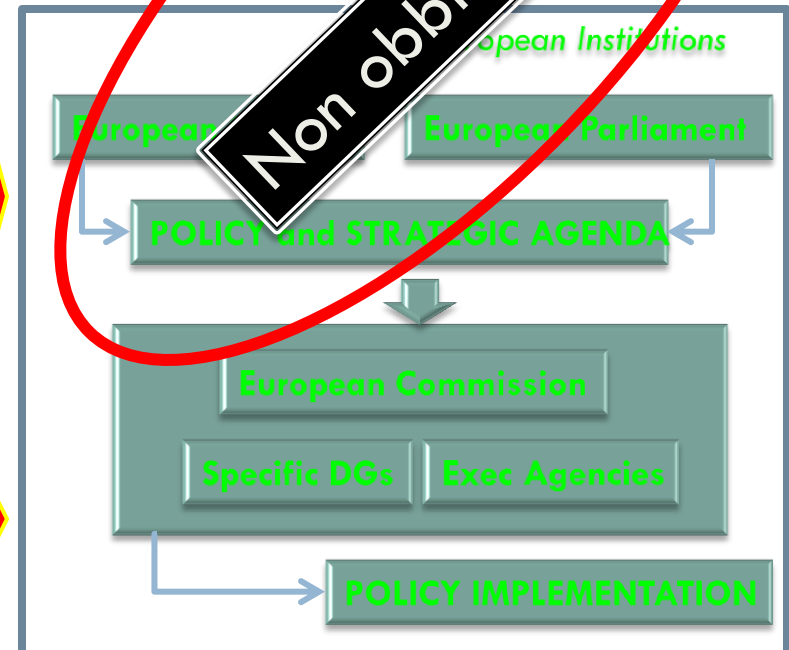 opean Institutions
Non obb
European
European Parliament
POLICY and STRATEGIC AGENDA
European Commission
Specific DGs
Exec Agencies
POLICY IMPLEMENTATION